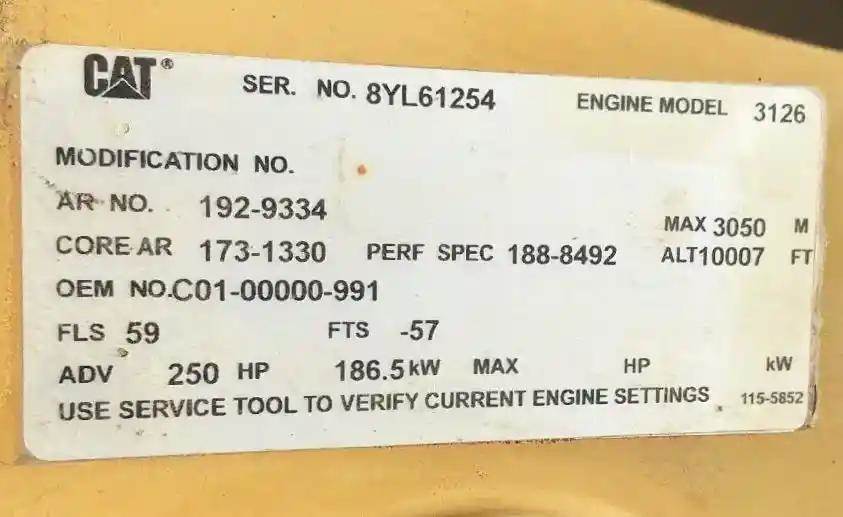 CAT® SER. NO. 8YL61254 ENGINE MODEL 3126
MODIFICATION NO.
AR NO. 192-9334 MAX 3050 M
CORE AR 173-1330 PERF SPEC 188-8492 ALT 10007 FT
OEM NO.C01-00000-991
FLS 59 FTS -57
ADV 250 HP 186.5 kW MAX HP kW
USE SERVICE TOOL TO VERIFY CURRENT ENGINE SETTINGS 115-5852